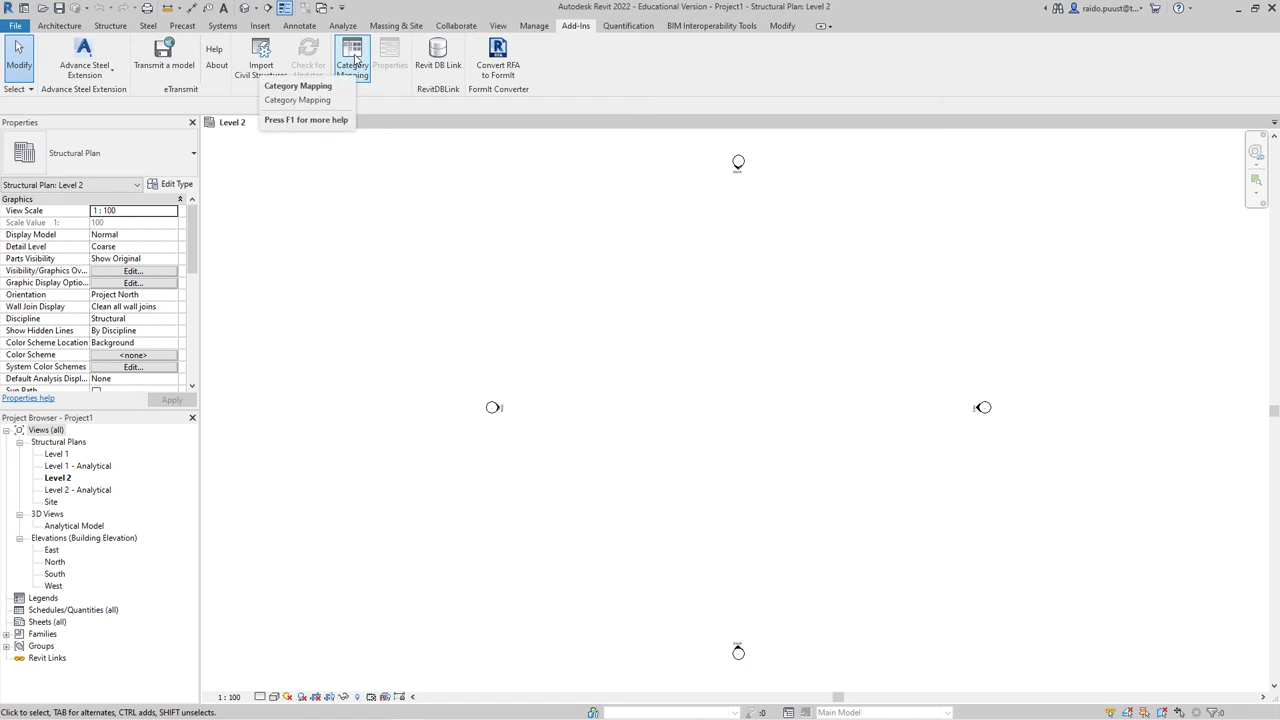 Autodesk Revit 2022 - Educational Version - Project1 - Structural Plan: Level 2
raido.puust@t...
File Architecture Structure Steel Precast Systems Insert Annotate Analyze Massing & Site Collaborate View Manage Add-Ins Quantification BIM Interoperability Tools Modify
Modify
Advance Steel
Extension
Transmit a model
Help
About
Import
Civil Structures
Check for
Updates
Category
Mapping
Properties
Revit DB Link
Convert RFA
to FormIt
Select Advance Steel Extension eTransmit RevitDBLink FormIt Converter
Category Mapping
Category Mapping
Press F1 for more help
Properties
Level 2
Structural Plan
Structural Plan: Level 2 Edit Type
Graphics
View Scale 1 : 100
Scale Value 1: 100
Display Model Normal
Detail Level Coarse
Parts Visibility Show Original
Visibility/Graphics Ov... Edit...
Graphic Display Optio... Edit...
Orientation Project North
Wall Join Display Clean all wall joins
Discipline Structural
Show Hidden Lines By Discipline
Color Scheme Location Background
Color Scheme <none>
System Color Schemes Edit...
Default Analysis Displ... None
Sun Path
Properties help Apply
Project Browser - Project1
Views (all)
Structural Plans
Level 1
Level 1 - Analytical
Level 2
Level 2 - Analytical
Site
3D Views
Analytical Model
Elevations (Building Elevation)
East
North
South
West
Legends
Schedules/Quantities (all)
Sheets (all)
Families
Groups
Revit Links
1 : 100
Click to select, TAB for alternates, CTRL adds, SHIFT unselects. :0 Main Model :0